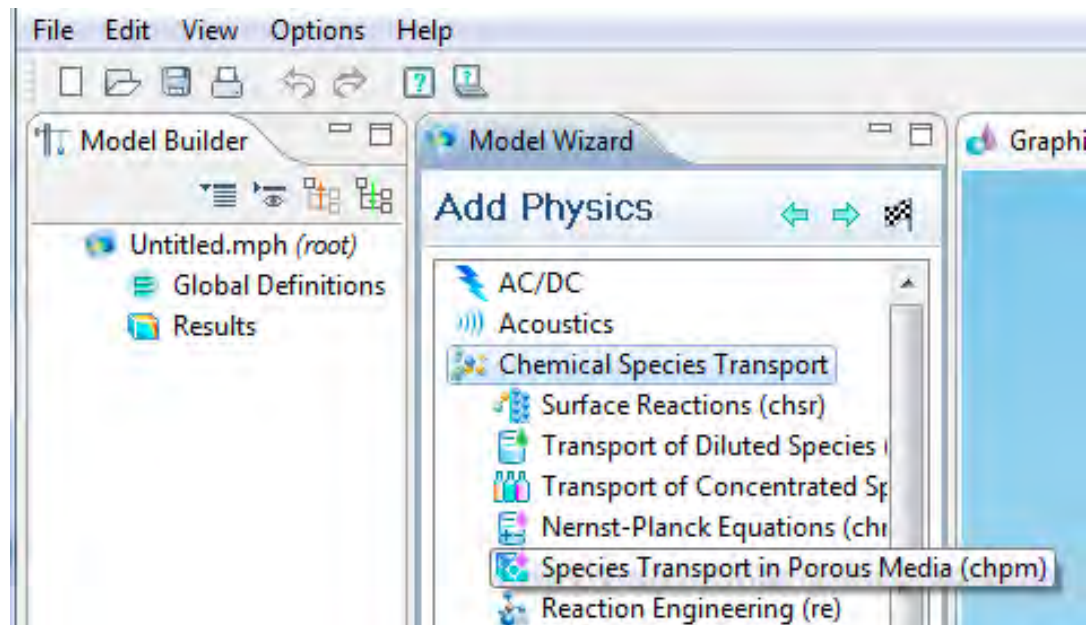 File Edit View Options Help
Model Builder
Untitled.mph (root)
Global Definitions
Results
Model Wizard
Add Physics
AC/DC
Acoustics
Chemical Species Transport
Surface Reactions (chsr)
Transport of Diluted Species (
Transport of Concentrated
Nernst-Planck Equations
Species Transport in Porous Media (chpm)
Reaction Engineering (re)
Graphi